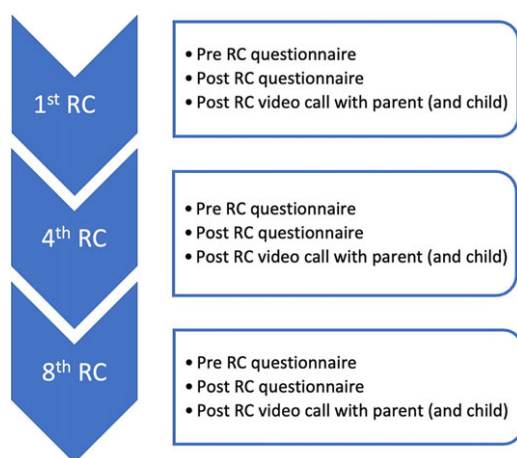 1st RC
• Pre RC questionnaire
• Post RC questionnaire
• Post RC video call with parent (and child)
4th RC
• Pre RC questionnaire
• Post RC questionnaire
• Post RC video call with parent (and child)
8th RC
• Pre RC questionnaire
• Post RC questionnaire
• Post RC video call with parent (and child)